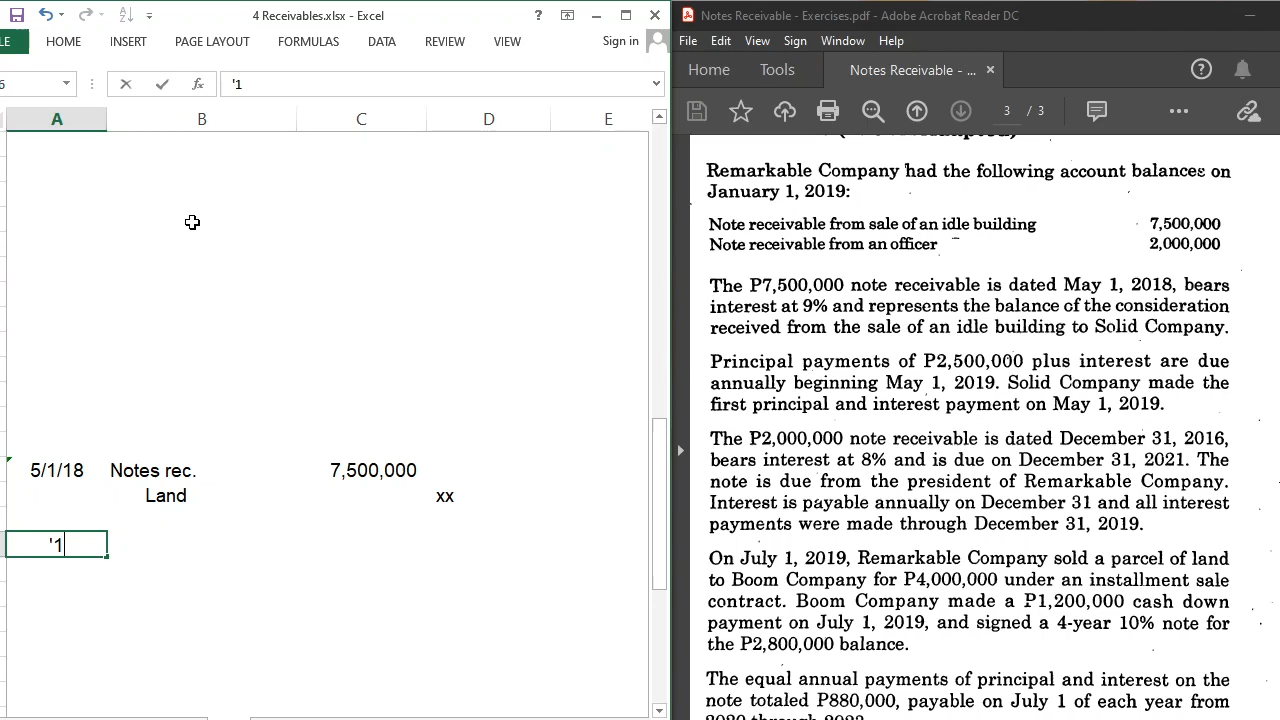 4 Receivables.xlsx - Excel
?
LE HOME INSERT PAGE LAYOUT FORMULAS DATA REVIEW VIEW Sign in
6 fx '1
A B C D E
5/1/18 Notes rec. 7,500,000
Land xx
'1
Notes Receivable - Exercises.pdf - Adobe Acrobat Reader DC
File Edit View Sign Window Help
Home Tools Notes Receivable - ... ×
3 / 3
Remarkable Company had the following account balances on
January 1, 2019:
Note receivable from sale of an idle building 7,500,000
Note receivable from an officer 2,000,000
The P7,500,000 note receivable is dated May 1, 2018, bears
interest at 9% and represents the balance of the consideration
received from the sale of an idle building to Solid Company.
Principal payments of P2,500,000 plus interest are due
annually beginning May 1, 2019. Solid Company made the
first principal and interest payment on May 1, 2019.
The P2,000,000 note receivable is dated December 31, 2016,
bears interest at 8% and is due on December 31, 2021. The
note is due from the president of Remarkable Company.
Interest is payable annually on December 31 and all interest
payments were made through December 31, 2019.
On July 1, 2019, Remarkable Company sold a parcel of land
to Boom Company for P4,000,000 under an installment sale
contract. Boom Company made a P1,200,000 cash down
payment on July 1, 2019, and signed a 4-year 10% note for
the P2,800,000 balance.
The equal annual payments of principal and interest on the
note totaled P880,000, payable on July 1 of each year from